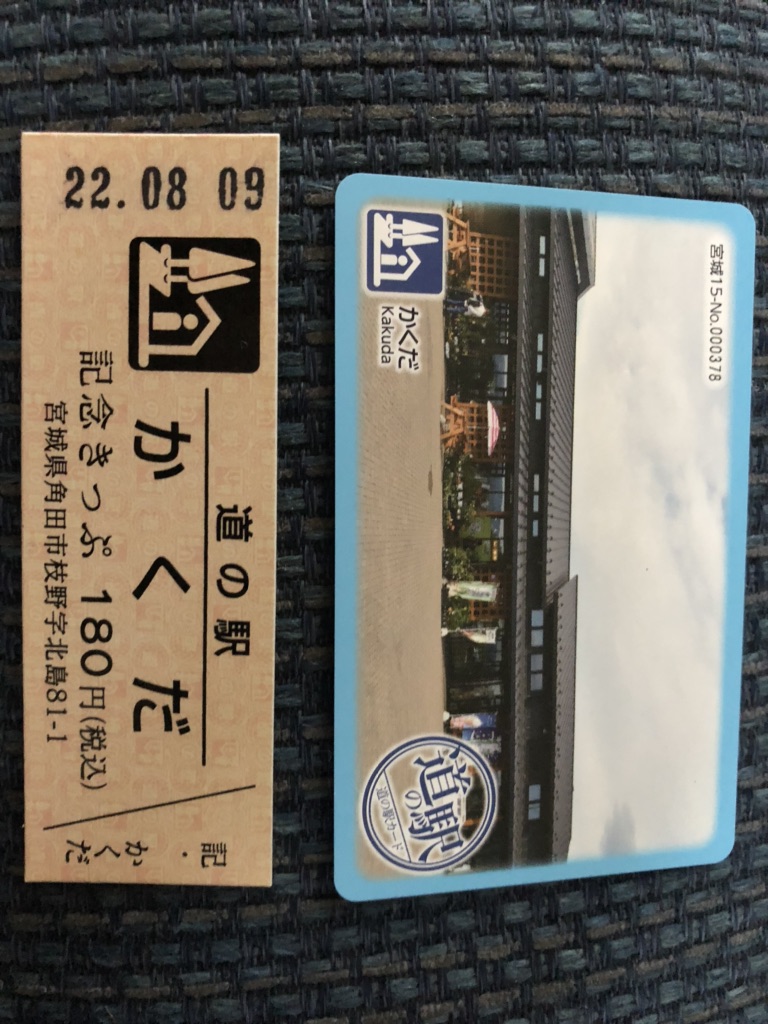 22.08 09
道の駅
かくだ
記念きっぷ 180円(税込)
宮城県角田市枝野字北島81-1
記・
かくだ
宮城15-No.000378
かくだ
Kakuda
道の駅
道の駅カード